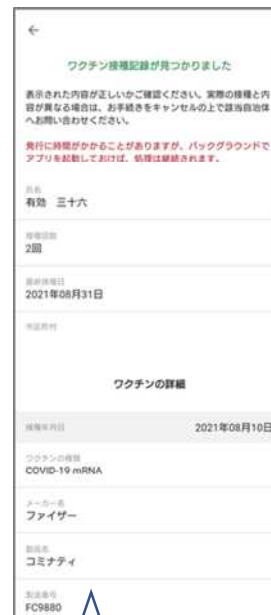 ←
ワクチン接種記録が見つかりました
表示された内容が正しいかご確認ください。実際の接種と内
容が異なる場合は、お手続きをキャンセルの上で該当自治体
へお問い合わせください。
発行に時間がかかることがありますが、バックグラウンドで
アプリを起動しておけば、処理は継続されます。
氏名
有効 三十六
接種回数
2回
最終接種日
2021年08月31日
市区町村
ワクチンの詳細
接種年月日 2021年08月10日
ワクチンの種類
COVID-19 mRNA
メーカー名
ファイザー
製品名
コミナティ
製造番号
FC9880